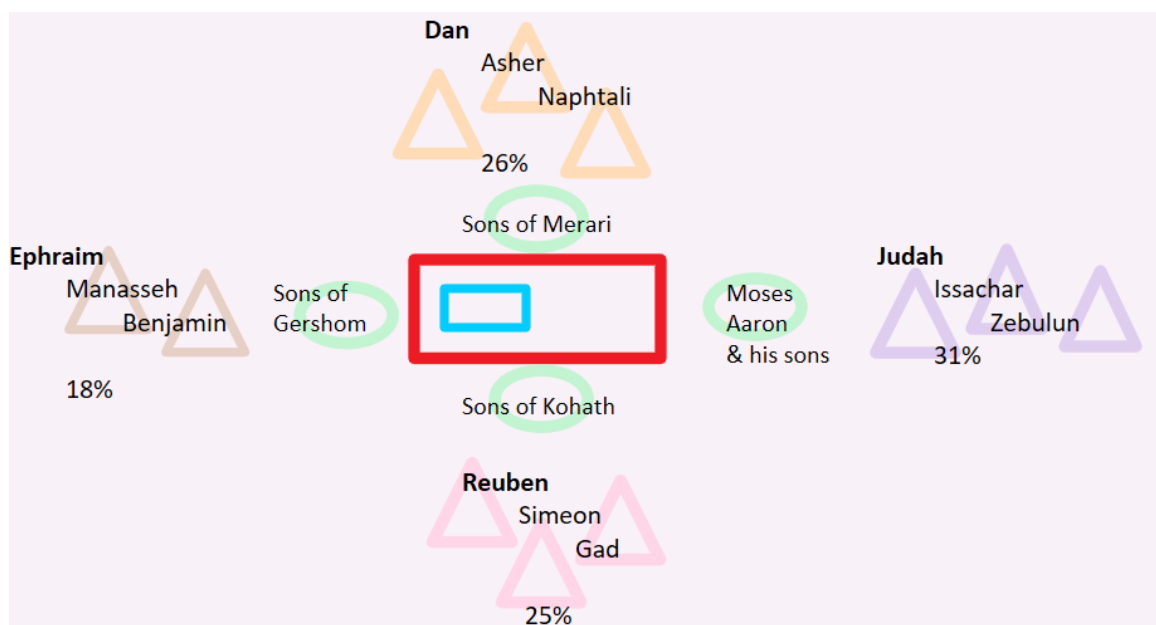 Dan
Asher
Naphtali
26%
Sons of Merari
Ephraim
Manasseh
Benjamin
18%
Sons of
Gershom
Moses
Aaron
& his sons
Judah
Issachar
Zebulun
31%
Sons of Kohath
Reuben
Simeon
Gad
25%